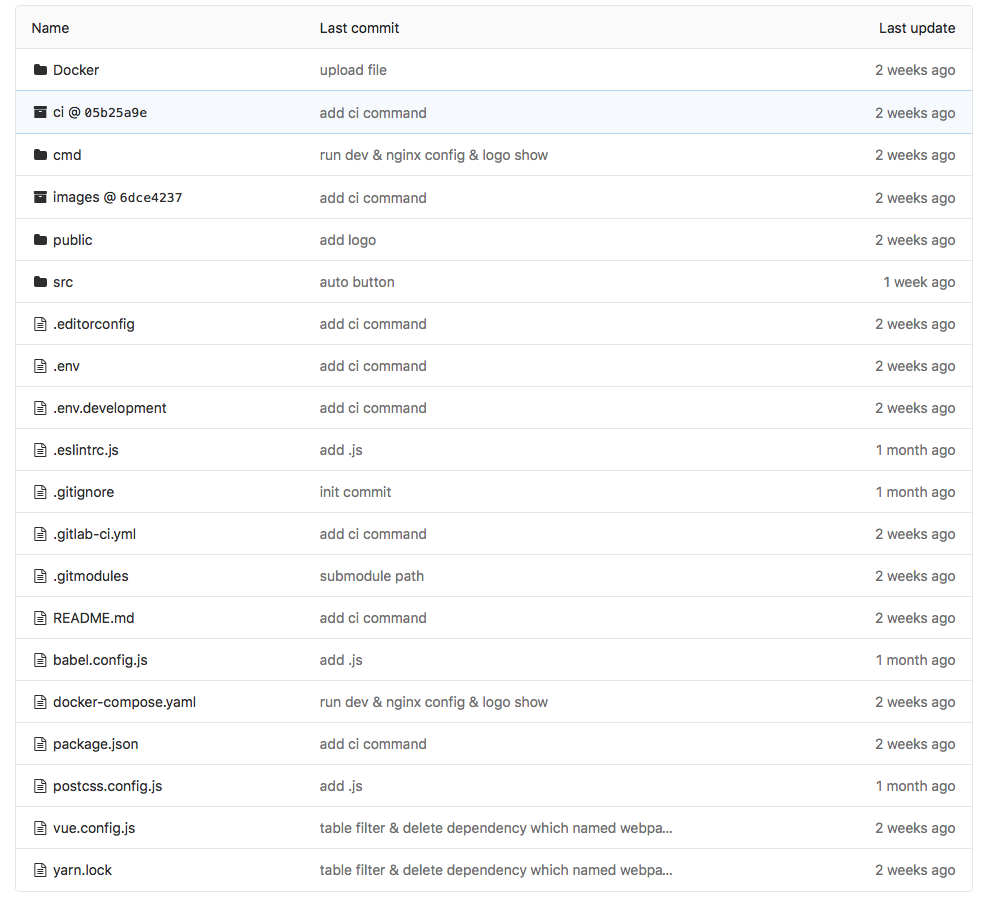 Name Last commit Last update
Docker upload file 2 weeks ago
ci @ 05b25a9e add ci command 2 weeks ago
cmd run dev & nginx config & logo show 2 weeks ago
images @ 6dce4237 add ci command 2 weeks ago
public add logo 2 weeks ago
src auto button 1 week ago
.editorconfig add ci command 2 weeks ago
.env add ci command 2 weeks ago
.env.development add ci command 2 weeks ago
.eslintrc.js add .js 1 month ago
.gitignore init commit 1 month ago
.gitlab-ci.yml add ci command 2 weeks ago
.gitmodules submodule path 2 weeks ago
README.md add ci command 2 weeks ago
babel.config.js add .js 1 month ago
docker-compose.yaml run dev & nginx config & logo show 2 weeks ago
package.json add ci command 2 weeks ago
postcss.config.js add .js 1 month ago
vue.config.js table filter & delete dependency which named webpa... 2 weeks ago
yarn.lock table filter & delete dependency which named webpa... 2 weeks ago